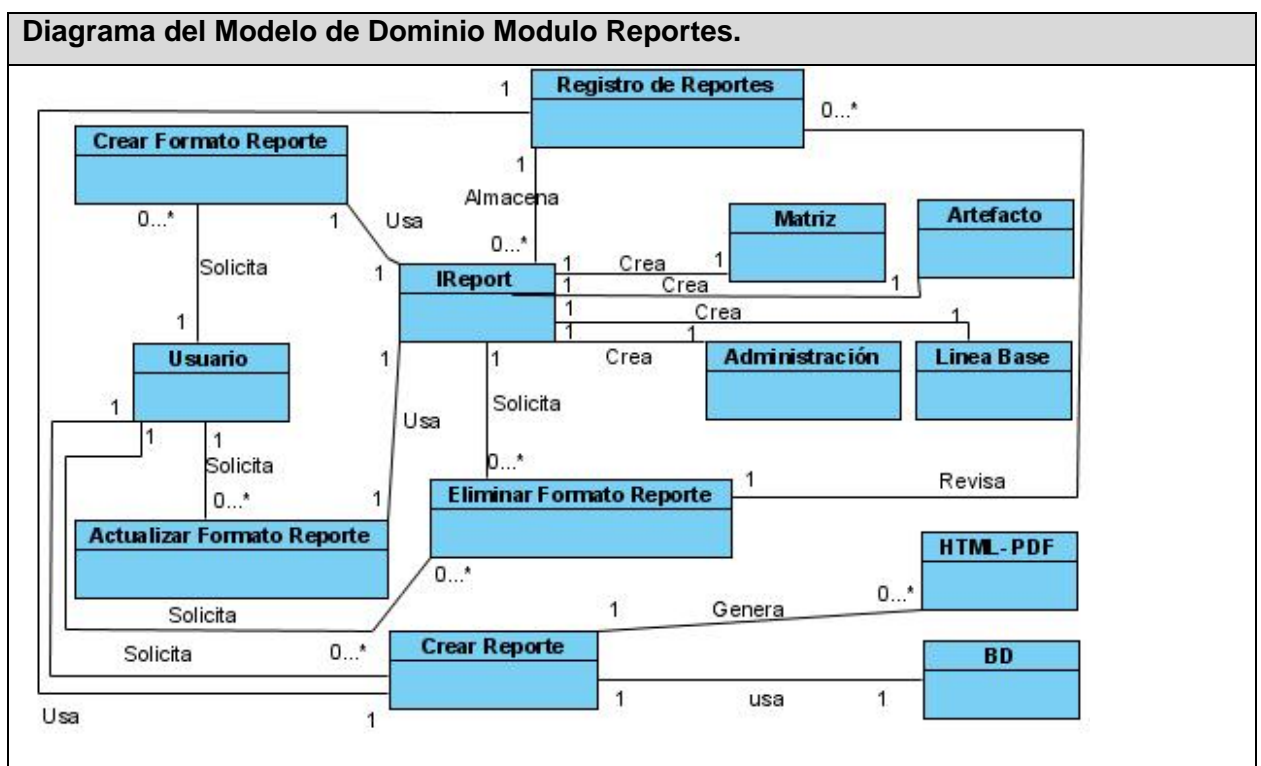 Diagrama del Modelo de Dominio Modulo Reportes.
1
Registro de Reportes
0...*
Crear Formato Reporte
1
Almacena
0...*
0...*
1
Usa
1
Matriz
Artefacto
Solicita
IReport
1
Crea
1
1
Crea
1
1
Crea
1
1
Crea
1
1
Usuario
Administración
Linea Base
1
1
Solicita
Usa
1
1
1
Solicita
0...*
0...*
1
Eliminar Formato Reporte
1
Revisa
Actualizar Formato Reporte
0...*
HTML-PDF
Solicita
1
Genera
0...*
Solicita
0...*
Crear Reporte
BD
1
usa
1
Usa
1